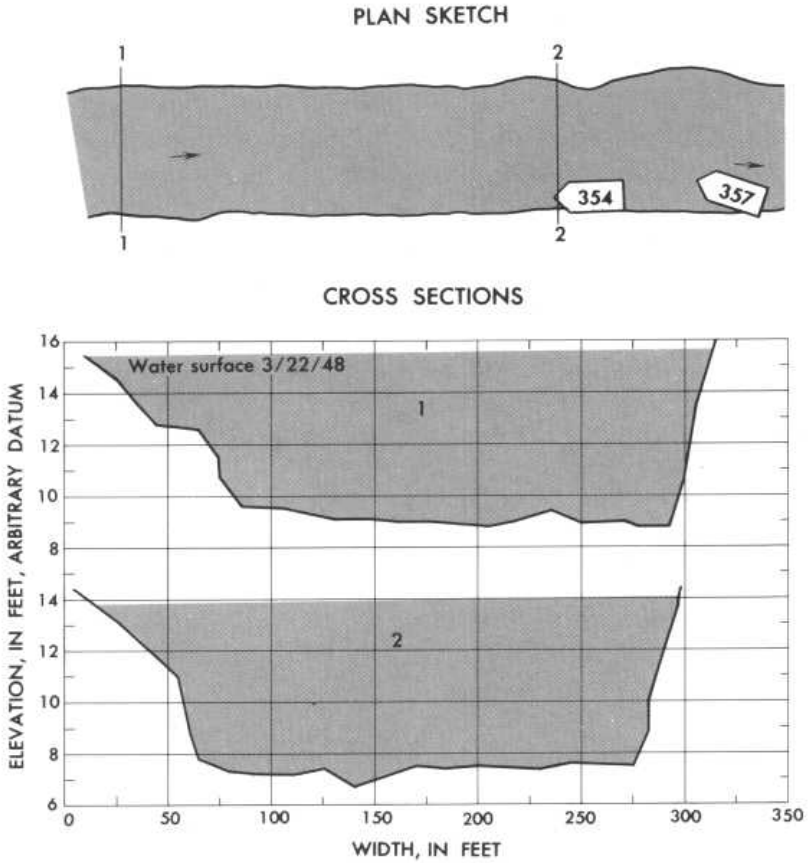 PLAN SKETCH
1 2
354 357
1 2
CROSS SECTIONS
16
Water surface 3/22/48
14
1
12
10
8
14
2
12
10
8
6
0 50 100 150 200 250 300 350
ELEVATION, IN FEET, ARBITRARY DATUM
WIDTH, IN FEET